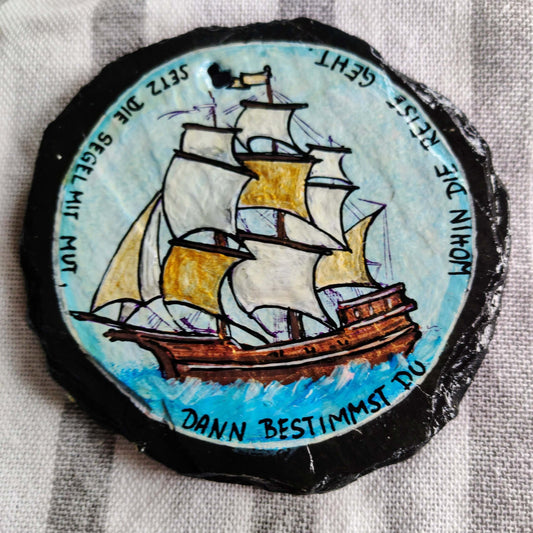 SETZ DIE SEGEL MIT MUT,
DANN BESTIMMST DU
WOHIN DIE REISE GEHT.